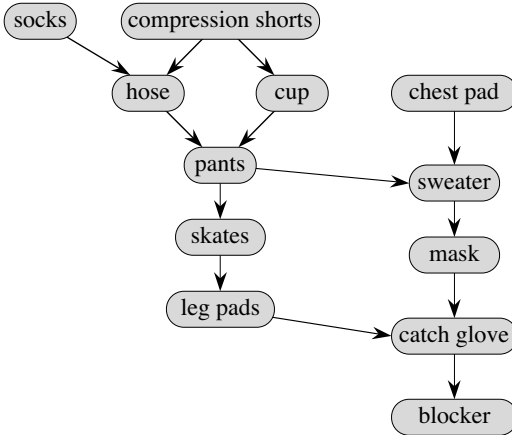 socks
compression shorts
hose
cup
chest pad
pants
sweater
skates
mask
leg pads
catch glove
blocker